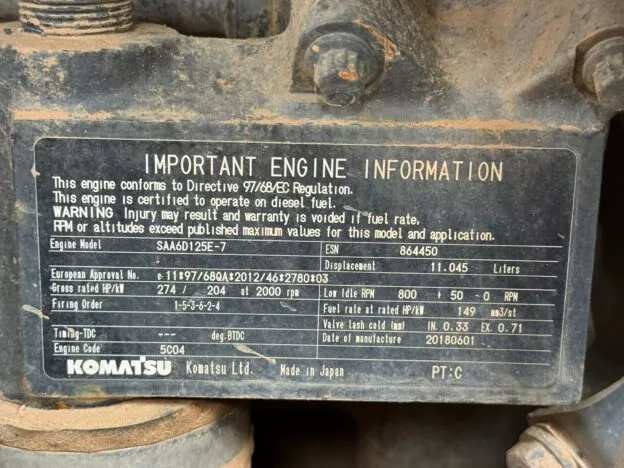 IMPORTANT ENGINE INFORMATION
This engine conforms to Directive 97/68/EC Regulation.
This engine is certified to operate on diesel fuel.
WARNING Injury may result and warranty is voided if fuel rate,
RPM or altitudes exceed published maximum values for this model and application.
Engine Model SAA6D125E-7 ESN 864450
Displacement 11.045 Liters
European Approval No. e*11*97/68QA*2012/46*2780*03
Gross rated HP/kW 274 / 204 at 2000 rpm Low Idle RPM 800 + 50 -0 RPM
Firing Order 1-5-3-6-2-4 Fuel rate at rated HP/kW 149 mm3/st
Valve lash cold (mm) IN. 0.33 EX. 0.71
Timing-TDC --- deg.BTDC Date of manufacture 20180601
Engine Code 5C04
KOMATSU Komatsu Ltd. Made in Japan PT:C